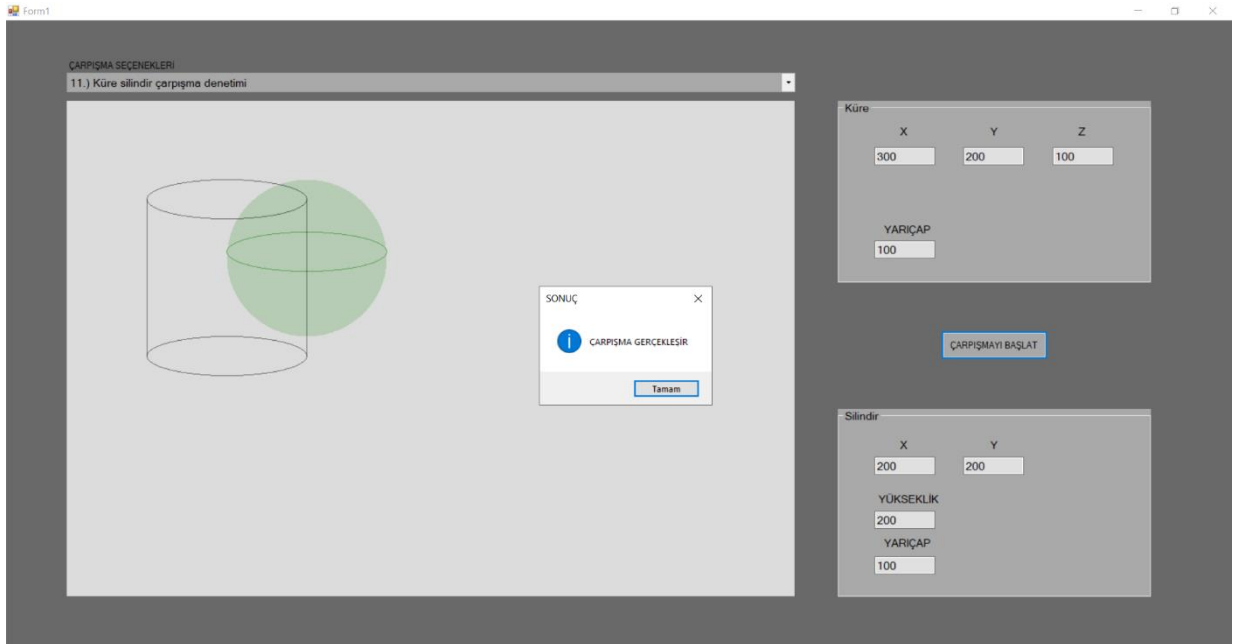 Form1
ÇARPIŞMA SEÇENEKLERI
11.) Küre silindir çarpışma denetimi
Küre
X Y Z
300 200 100
YARIÇAP
100
SONUÇ
ÇARPIŞMA GERÇEKLEŞİR
Tamam
ÇARPIŞMAYI BAŞLAT
Silindir
X Y
200 200
YÜKSEKLİK
200
YARIÇAP
100